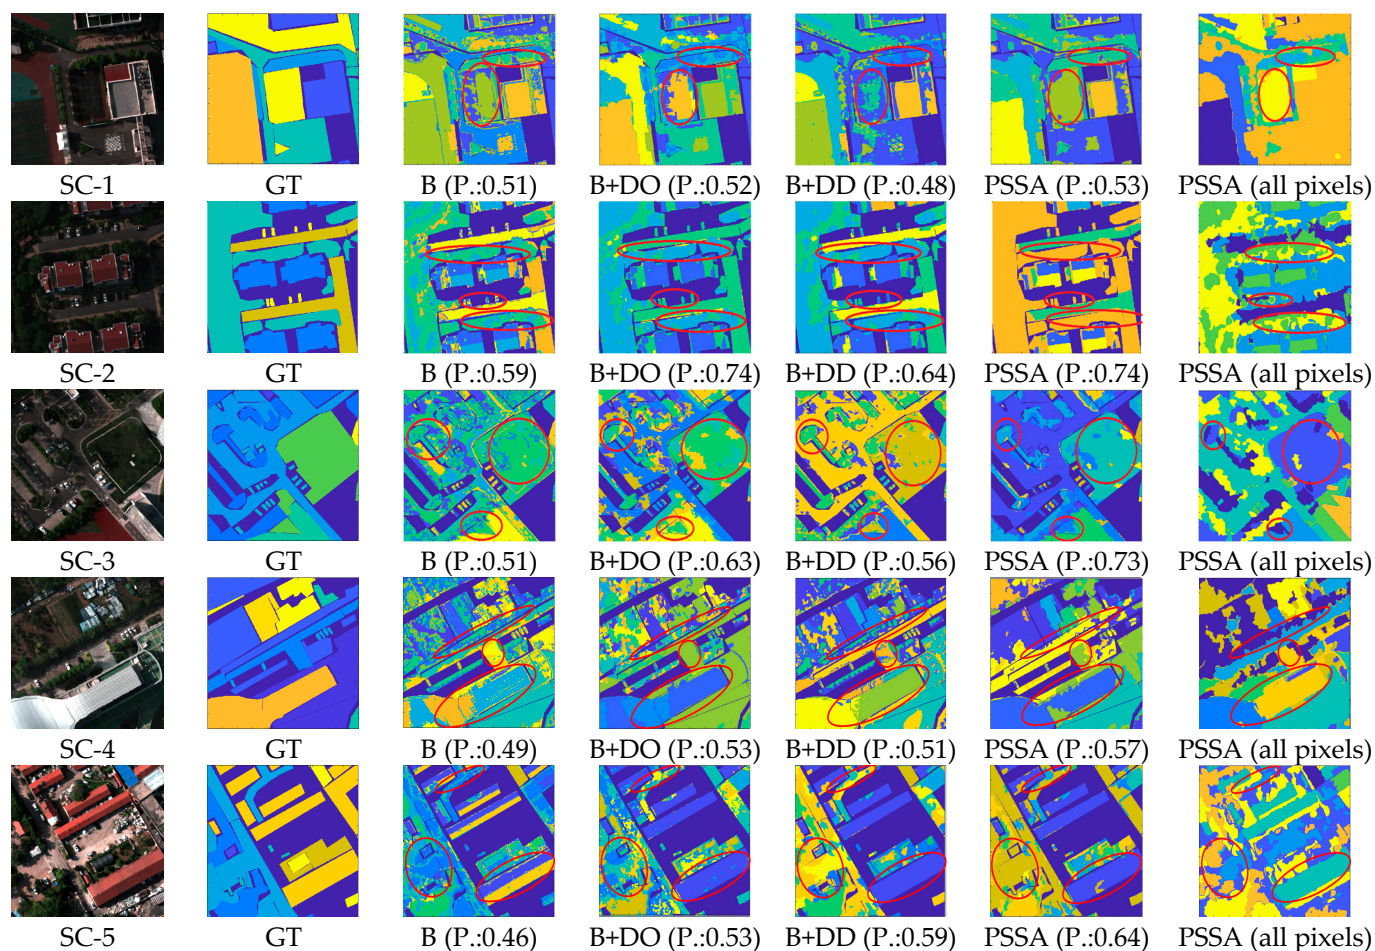 SC-1 GT B (P.:0.51) B+DO (P.:0.52) B+DD (P.:0.48) PSSA (P.:0.53) PSSA (all pixels)
SC-2 GT B (P.:0.59) B+DO (P.:0.74) B+DD (P.:0.64) PSSA (P.:0.74) PSSA (all pixels)
SC-3 GT B (P.:0.51) B+DO (P.:0.63) B+DD (P.:0.56) PSSA (P.:0.73) PSSA (all pixels)
SC-4 GT B (P.:0.49) B+DO (P.:0.53) B+DD (P.:0.51) PSSA (P.:0.57) PSSA (all pixels)
SC-5 GT B (P.:0.46) B+DO (P.:0.53) B+DD (P.:0.59) PSSA (P.:0.64) PSSA (all pixels)